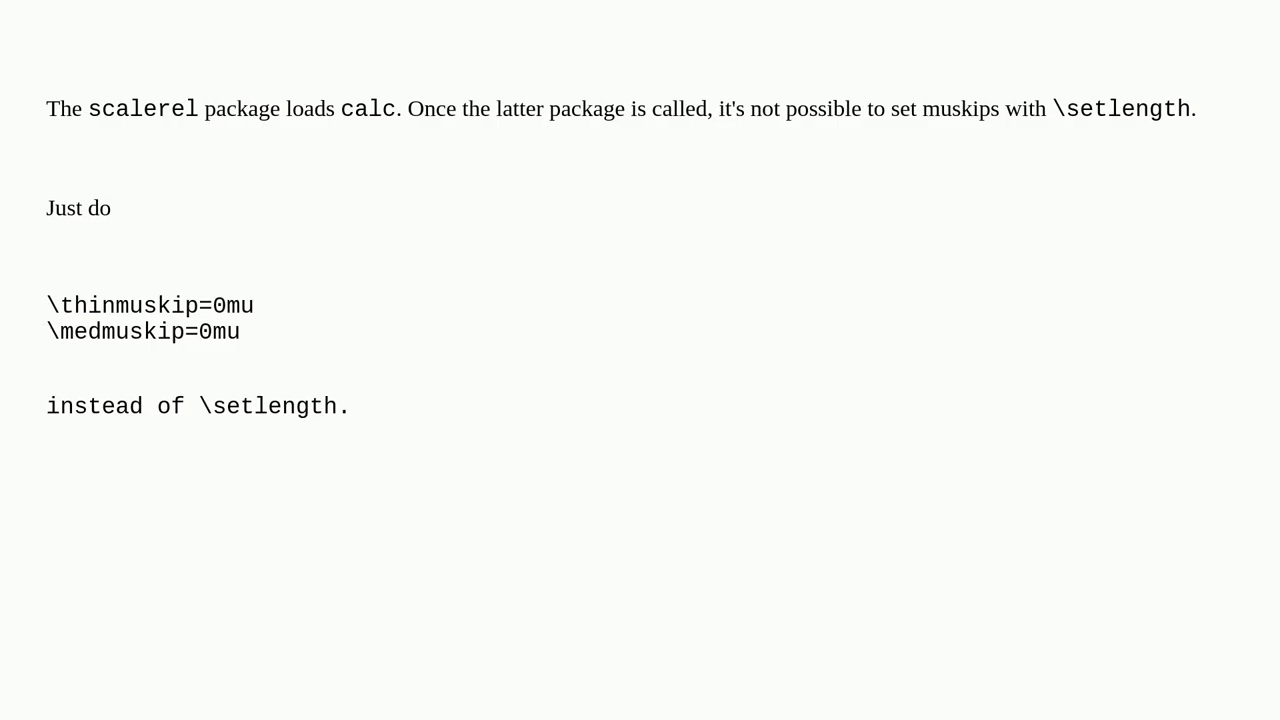 The scalerel package loads calc. Once the latter package is called, it's not possible to set muskips with \setlength.
Just do
\thinmuskip=0mu
\medmuskip=0mu
instead of \setlength.